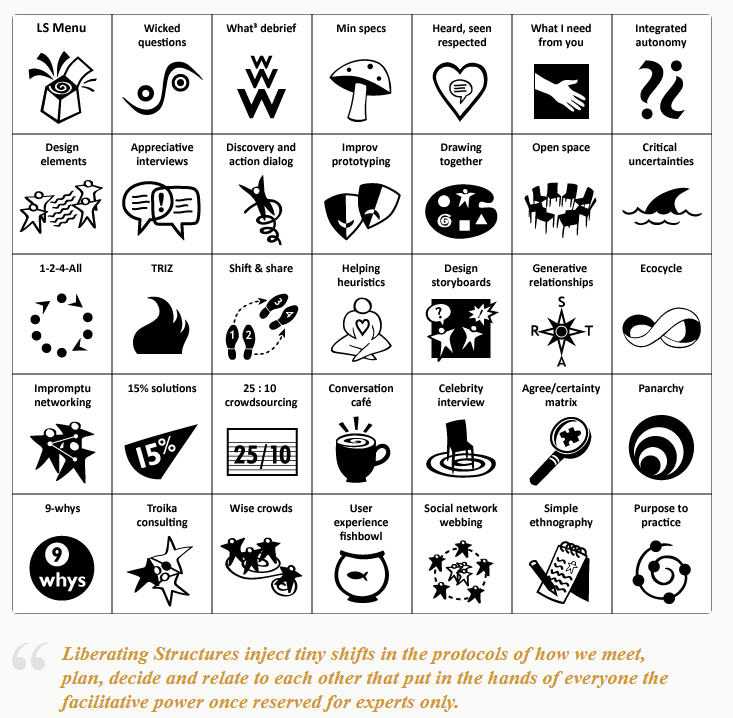 LS Menu
Wicked
questions
What³ debrief
W
W
W
Min specs
Heard, seen
respected
What I need
from you
Integrated
autonomy
Design
elements
Appreciative
interviews
!
Discovery and
action dialog
Improv
prototyping
Drawing
together
Open space
Critical
uncertainties
1-2-4-All
TRIZ
Shift & share
1 2 3 4
Helping
heuristics
Design
storyboards
? !
Generative
relationships
S
R T
A
Ecocycle
Impromptu
networking
15% solutions
15%
25 : 10
crowdsourcing
25/10
Conversation
café
Celebrity
interview
Agree/certainty
matrix
Panarchy
9-whys
9
whys
Troika
consulting
Wise crowds
User
experience
fishbowl
Social network
webbing
Simple
ethnography
Purpose to
practice
“ Liberating Structures inject tiny shifts in the protocols of how we meet,
plan, decide and relate to each other that put in the hands of everyone the
facilitative power once reserved for experts only.